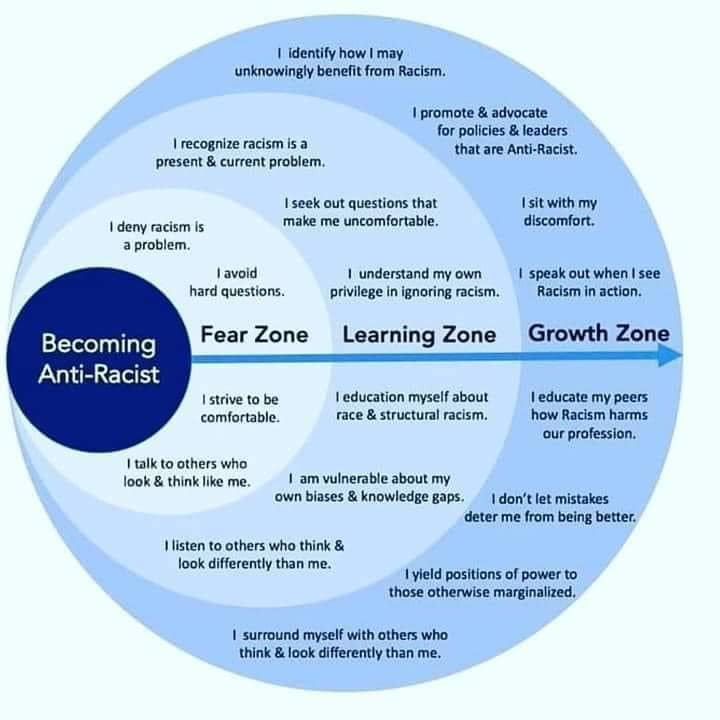 I identify how I may
unknowingly benefit from Racism.
I promote & advocate
for policies & leaders
that are Anti-Racist.
I recognize racism is a
present & current problem.
I seek out questions that
make me uncomfortable.
I sit with my
discomfort.
I deny racism is
a problem.
I avoid
hard questions.
I understand my own
privilege in ignoring racism.
I speak out when I see
Racism in action.
Becoming
Anti-Racist
Fear Zone
Learning Zone
Growth Zone
I strive to be
comfortable.
I education myself about
race & structural racism.
I educate my peers
how Racism harms
our profession.
I talk to others who
look & think like me.
I am vulnerable about my
own biases & knowledge gaps.
I don't let mistakes
deter me from being better.
I listen to others who think &
look differently than me.
I yield positions of power to
those otherwise marginalized.
I surround myself with others who
think & look differently than me.